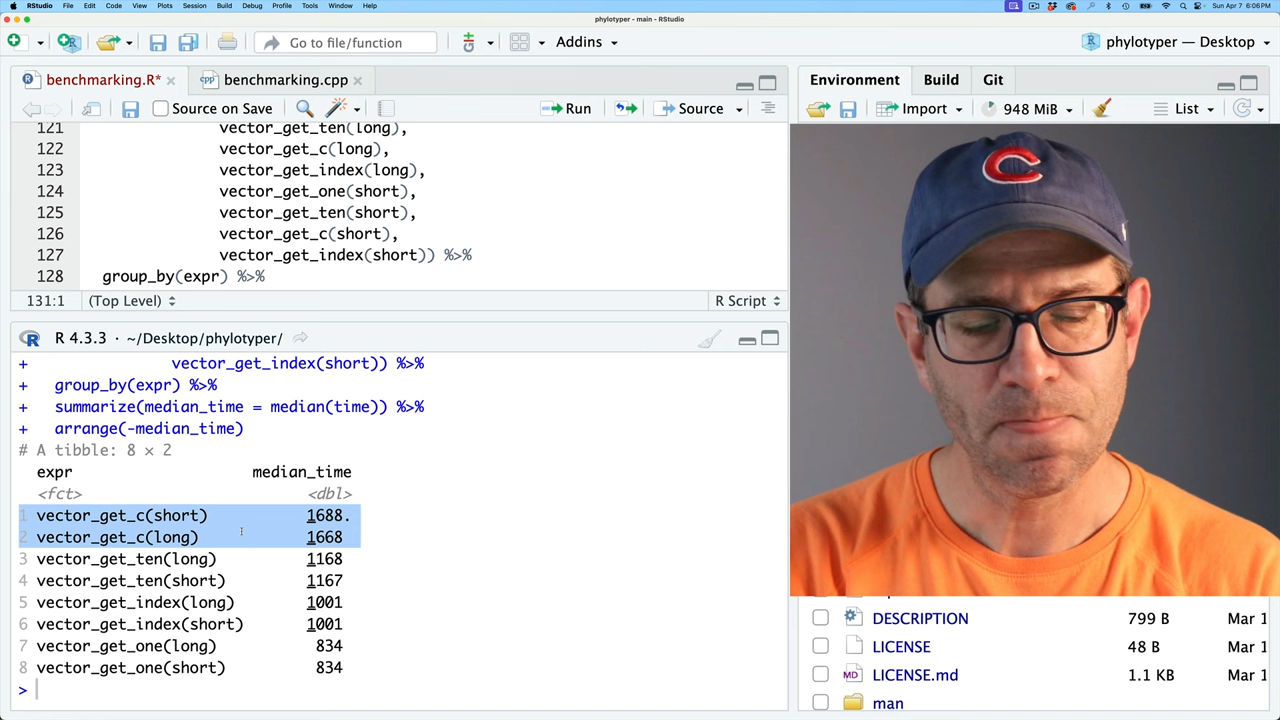 RStudio File Edit Code View Plots Session Build Debug Profile Tools Window Help Sun Apr 7 6:06 PM
phylotyper - main - RStudio
Go to file/function Addins phylotyper — Desktop
benchmarking.R* benchmarking.cpp Environment Build Git
Source on Save Run Source Import 948 MiB List
121 vector_get_ten(long),
122 vector_get_c(long),
123 vector_get_index(long),
124 vector_get_one(short),
125 vector_get_ten(short),
126 vector_get_c(short),
127 vector_get_index(short)) %>%
128 group_by(expr) %>%
131:1 (Top Level) R Script
R 4.3.3 · ~/Desktop/phylotyper/
+ vector_get_index(short)) %>%
+ group_by(expr) %>%
+ summarize(median_time = median(time)) %>%
+ arrange(-median_time)
# A tibble: 8 × 2
expr median_time
<fct> <dbl>
1 vector_get_c(short) 1688.
2 vector_get_c(long) 1668
3 vector_get_ten(long) 1168
4 vector_get_ten(short) 1167
5 vector_get_index(long) 1001
6 vector_get_index(short) 1001
7 vector_get_one(long) 834
8 vector_get_one(short) 834
>
C
DESCRIPTION 799 B Mar 1
LICENSE 48 B Mar 1
LICENSE.md 1.1 KB Mar 1
man